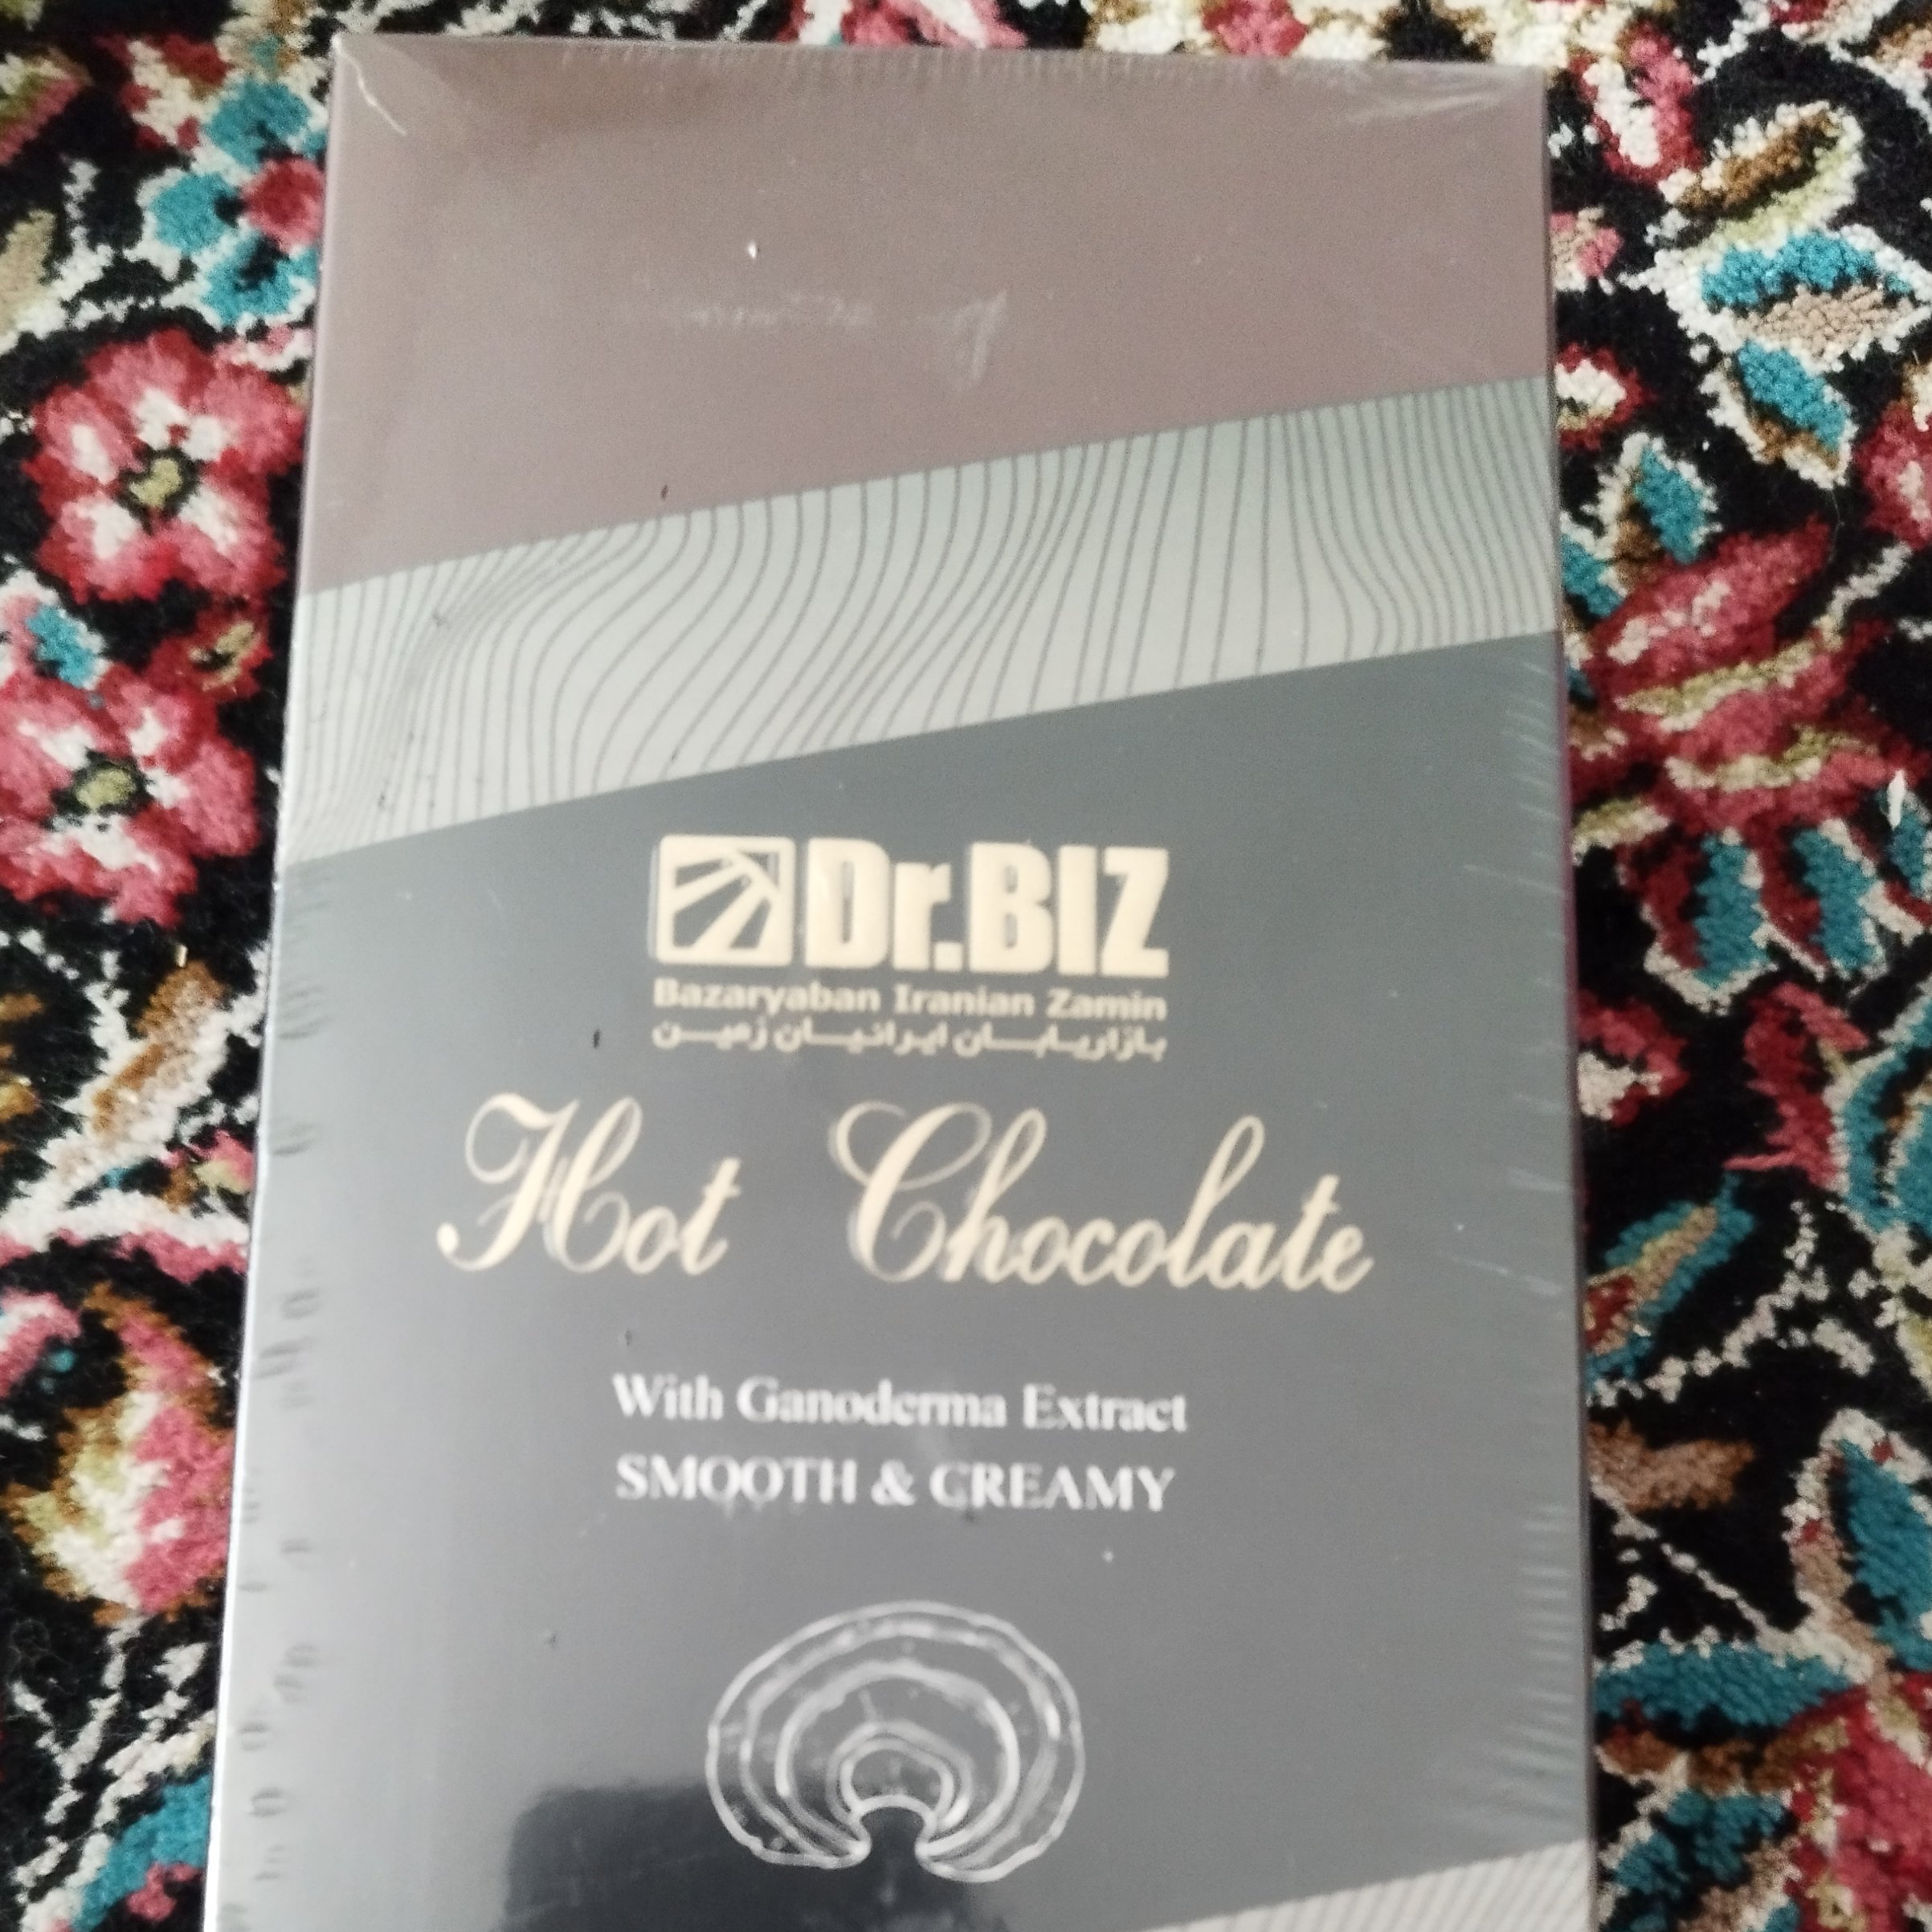 Dr.BIZ
Bazaryaban Iranian Zamin
بازاریابان ایرانیان زمین
Hot Chocolate
With Ganoderma Extract
SMOOTH & CREAMY